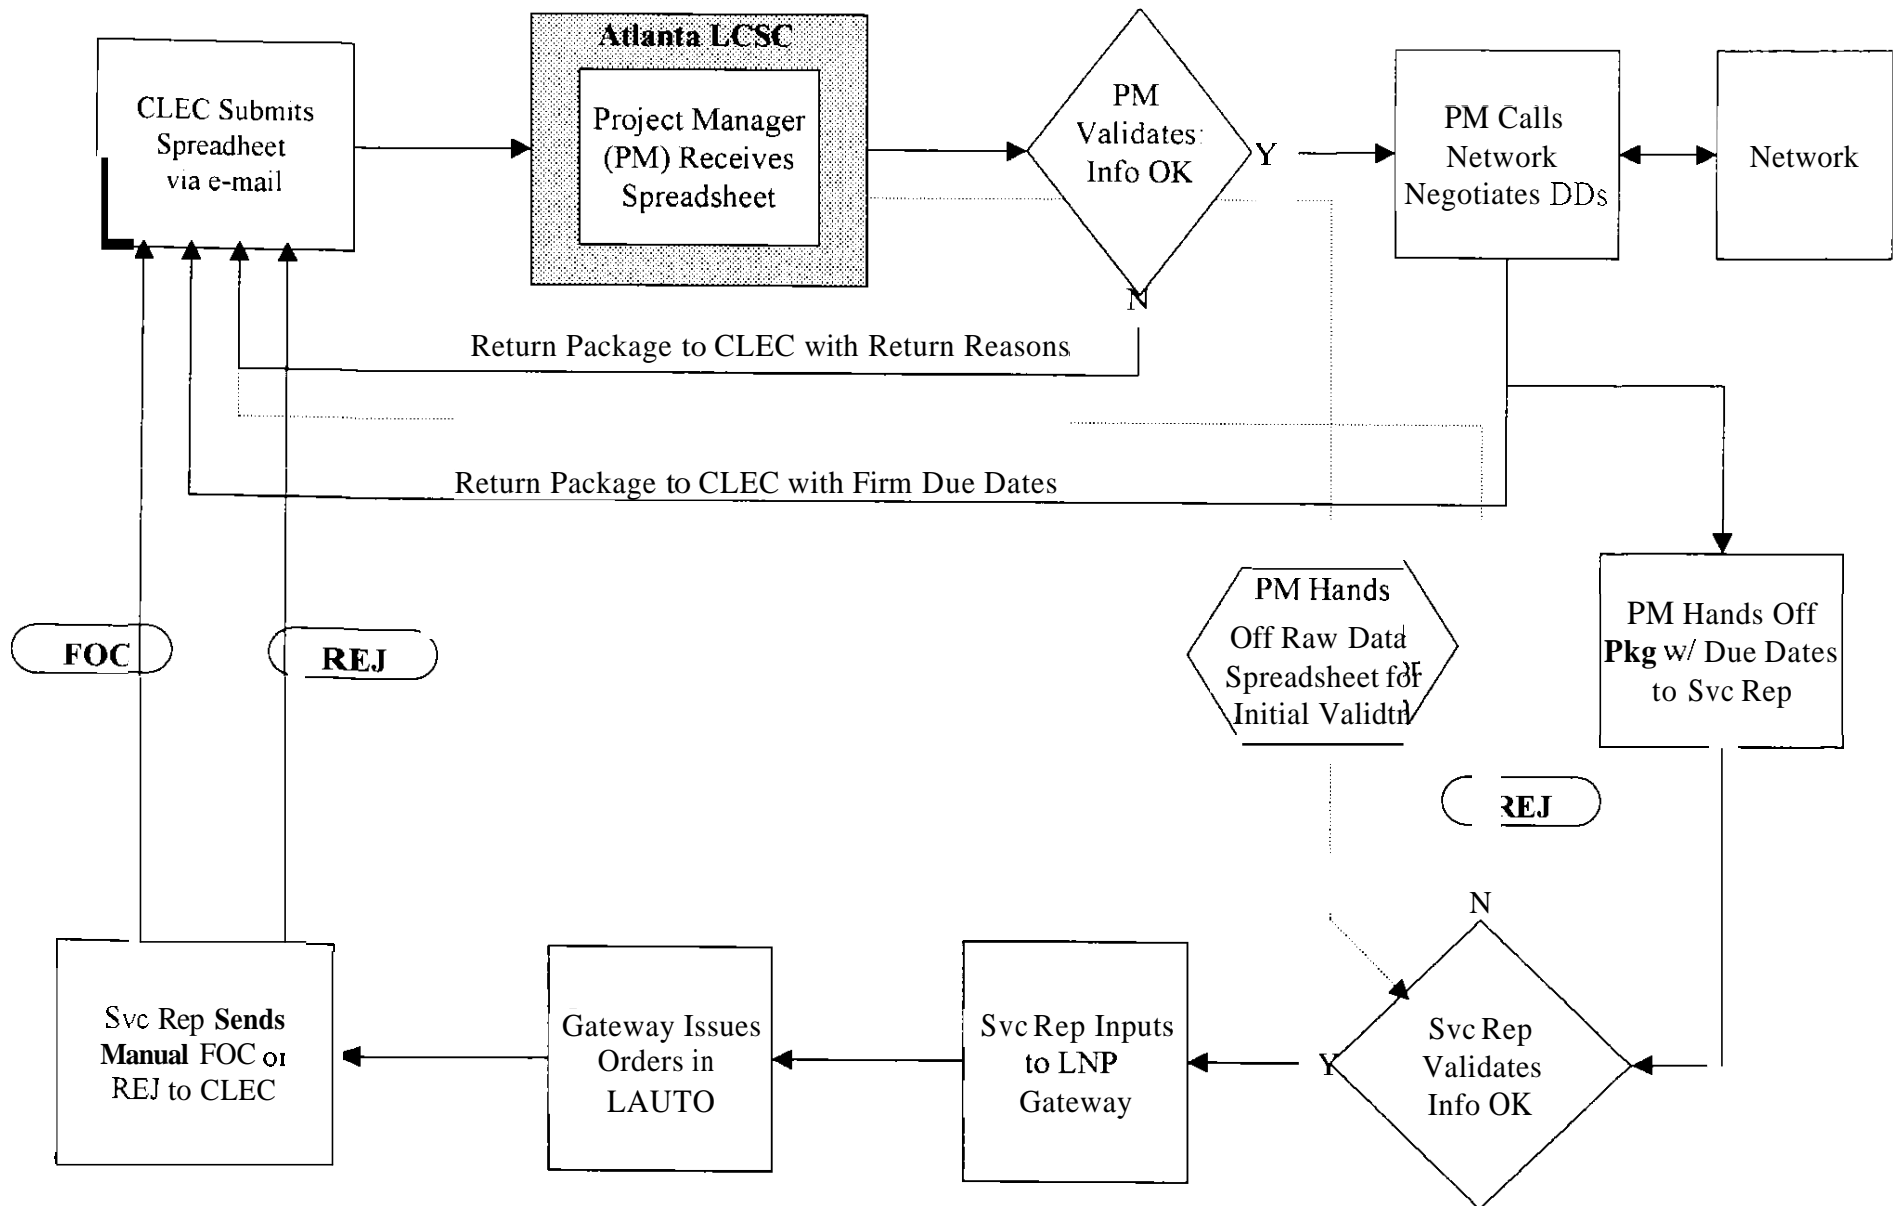 CLEC Submits
Spreadheet
via e-mail
Atlanta LCSC
Project Manager
(PM) Receives
Spreadsheet
PM
Validates
Info OK
Y
N
PM Calls
Network
Negotiates DDs
Network
Return Package to CLEC with Return Reasons
Return Package to CLEC with Firm Due Dates
FOC
REJ
PM Hands
Off Raw Data
Spreadsheet for
Initial Validtn
PM Hands Off
Pkg w/ Due Dates
to Svc Rep
REJ
N
Svc Rep
Validates
Info OK
Y
Svc Rep Inputs
to LNP
Gateway
Gateway Issues
Orders in
LAUTO
Svc Rep Sends
Manual FOC or
REJ to CLEC